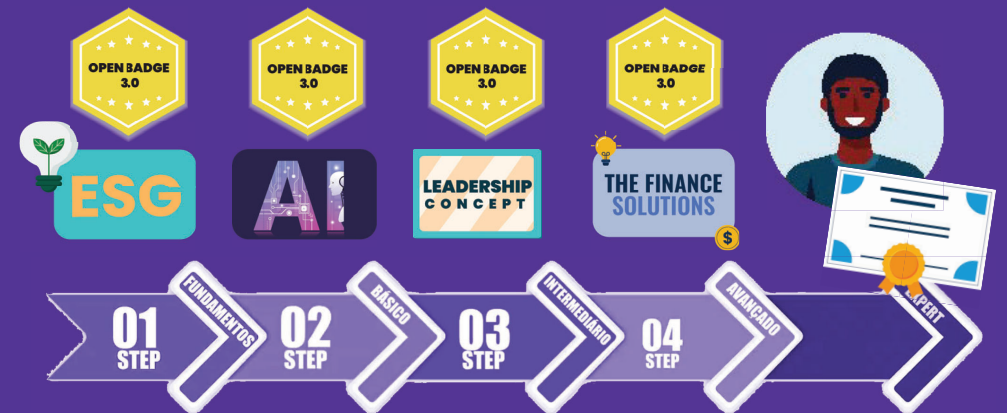 OPEN BADGE
3.0
OPEN BADGE
3.0
OPEN BADGE
3.0
OPEN BADGE
3.0
ESG
AI
LEADERSHIP
CONCEPT
THE FINANCE
SOLUTIONS
$
01
STEP
FUNDAMENTOS
02
STEP
BÁSICO
03
STEP
INTERMEDIÁRIO
04
STEP
AVANÇADO
XPERT